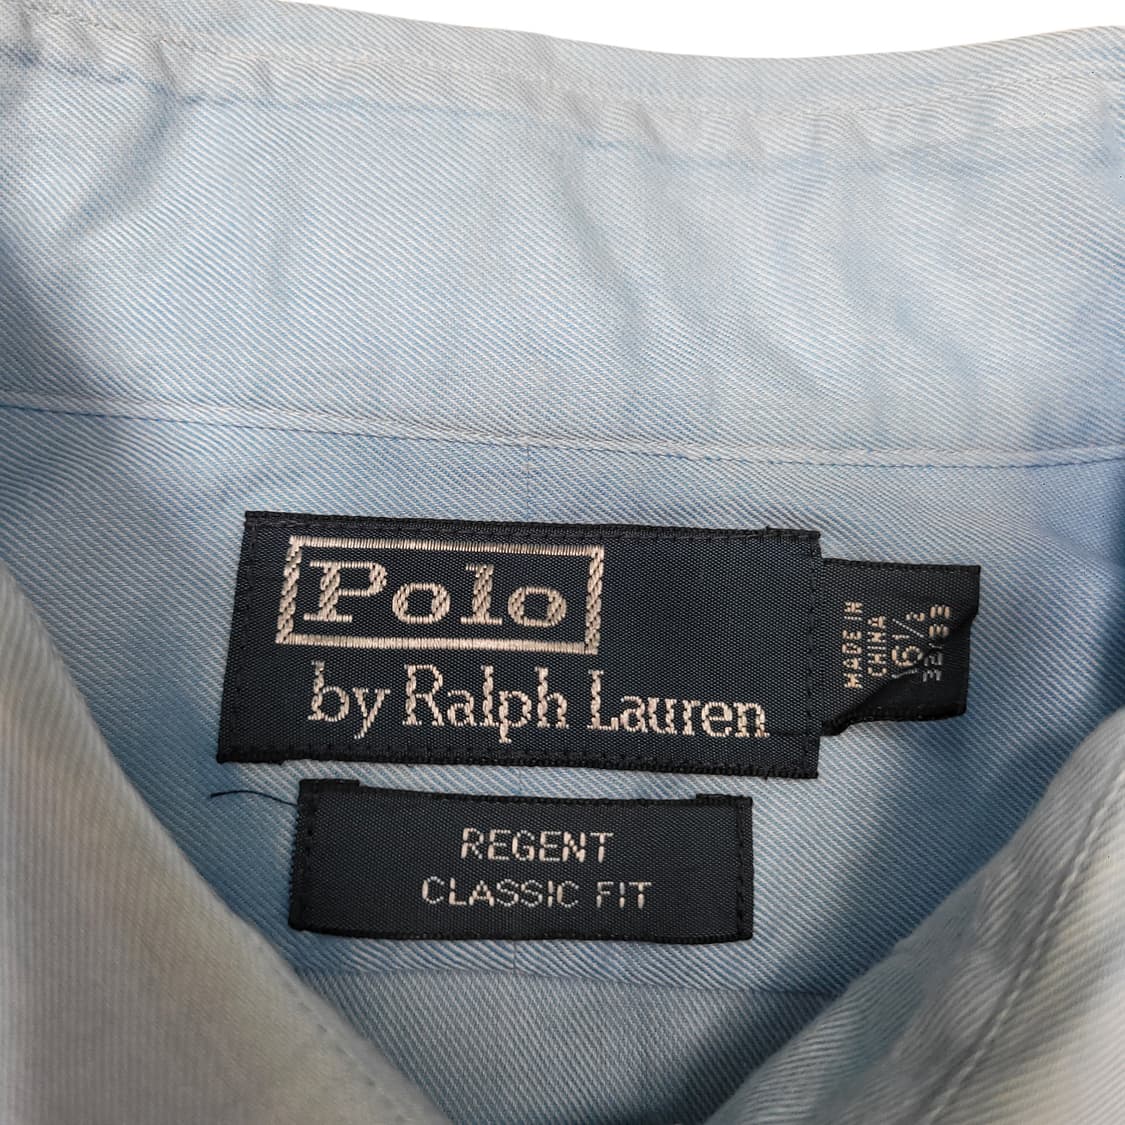 Polo
by Ralph Lauren
MADE IN
CHINA
16 1/2
32/33
REGENT
CLASSIC FIT